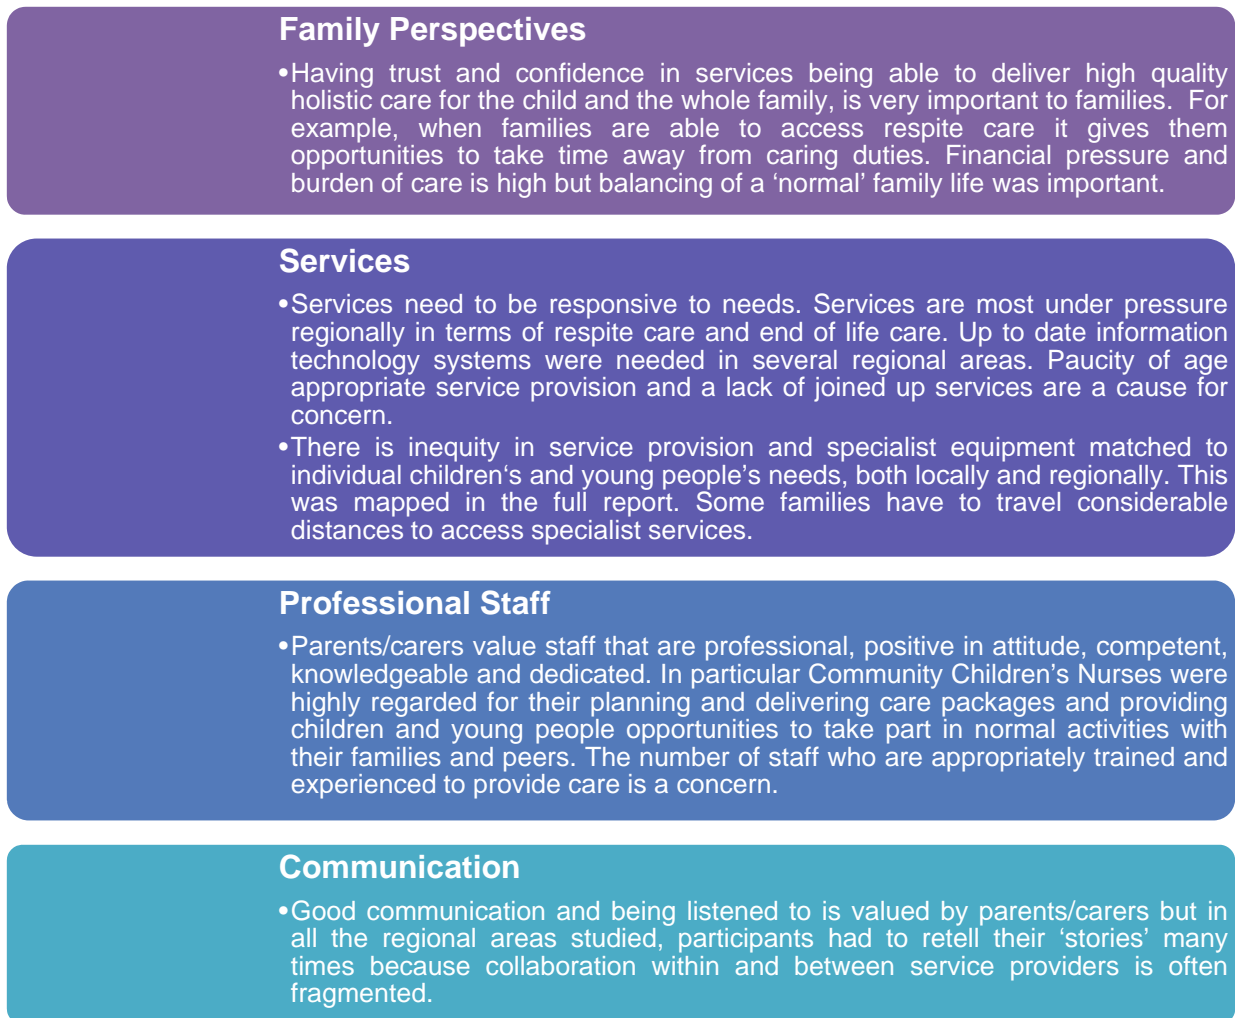 Family Perspectives
•Having trust and confidence in services being able to deliver high quality
holistic care for the child and the whole family, is very important to families.  For
example, when families are able to access respite care it gives them
opportunities to take time away from caring duties. Financial pressure and
burden of care is high but balancing of a ‘normal’ family life was important.
Services
•Services need to be responsive to needs. Services are most under pressure
regionally in terms of respite care and end of life care. Up to date information
technology systems were needed in several regional areas. Paucity of age
appropriate service provision and a lack of joined up services are a cause for
concern.
•There is inequity in service provision and specialist equipment matched to
individual children‘s and young people’s needs, both locally and regionally. This
was mapped in the full report. Some families have to travel considerable
distances to access specialist services.
Professional Staff
•Parents/carers value staff that are professional, positive in attitude, competent,
knowledgeable and dedicated. In particular Community Children’s Nurses were
highly regarded for their planning and delivering care packages and providing
children and young people opportunities to take part in normal activities with
their families and peers. The number of staff who are appropriately trained and
experienced to provide care is a concern.
Communication
•Good communication and being listened to is valued by parents/carers but in
all the regional areas studied, participants had to retell their ‘stories’ many
times because collaboration within and between service providers is often
fragmented.